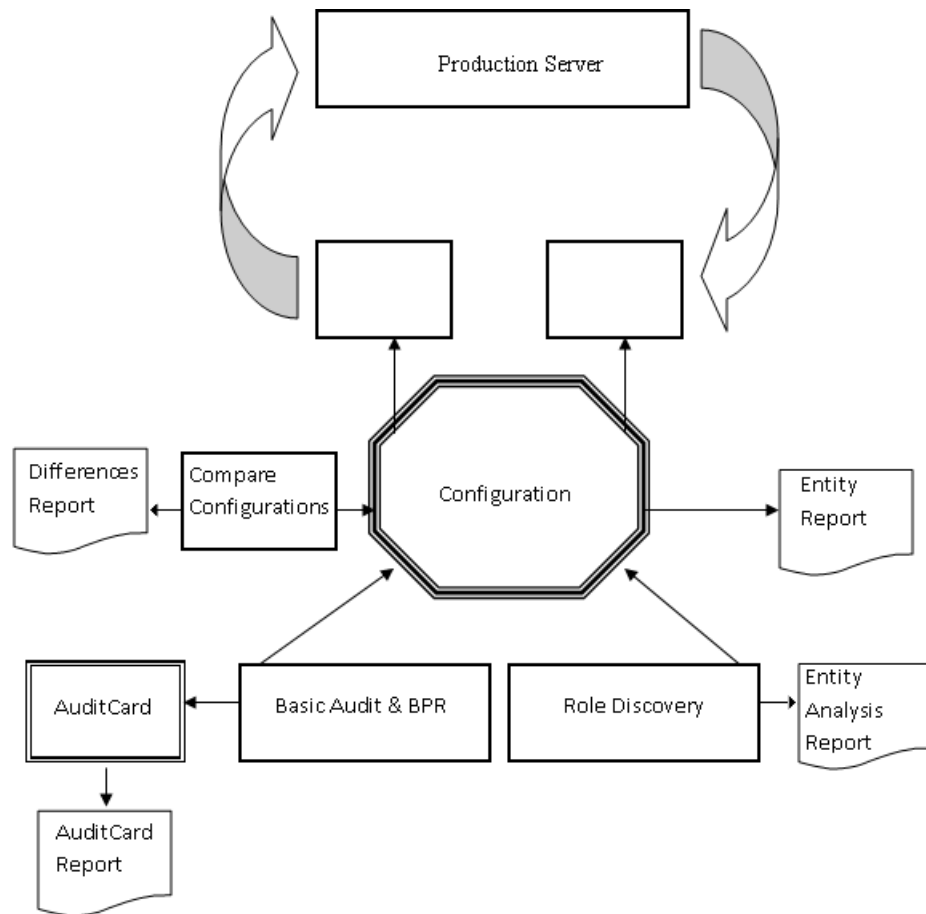 Production Server
Differences
Report
Compare
Configurations
Configuration
Entity
Report
AuditCard
Basic Audit & BPR
Role Discovery
Entity
Analysis
Report
AuditCard
Report